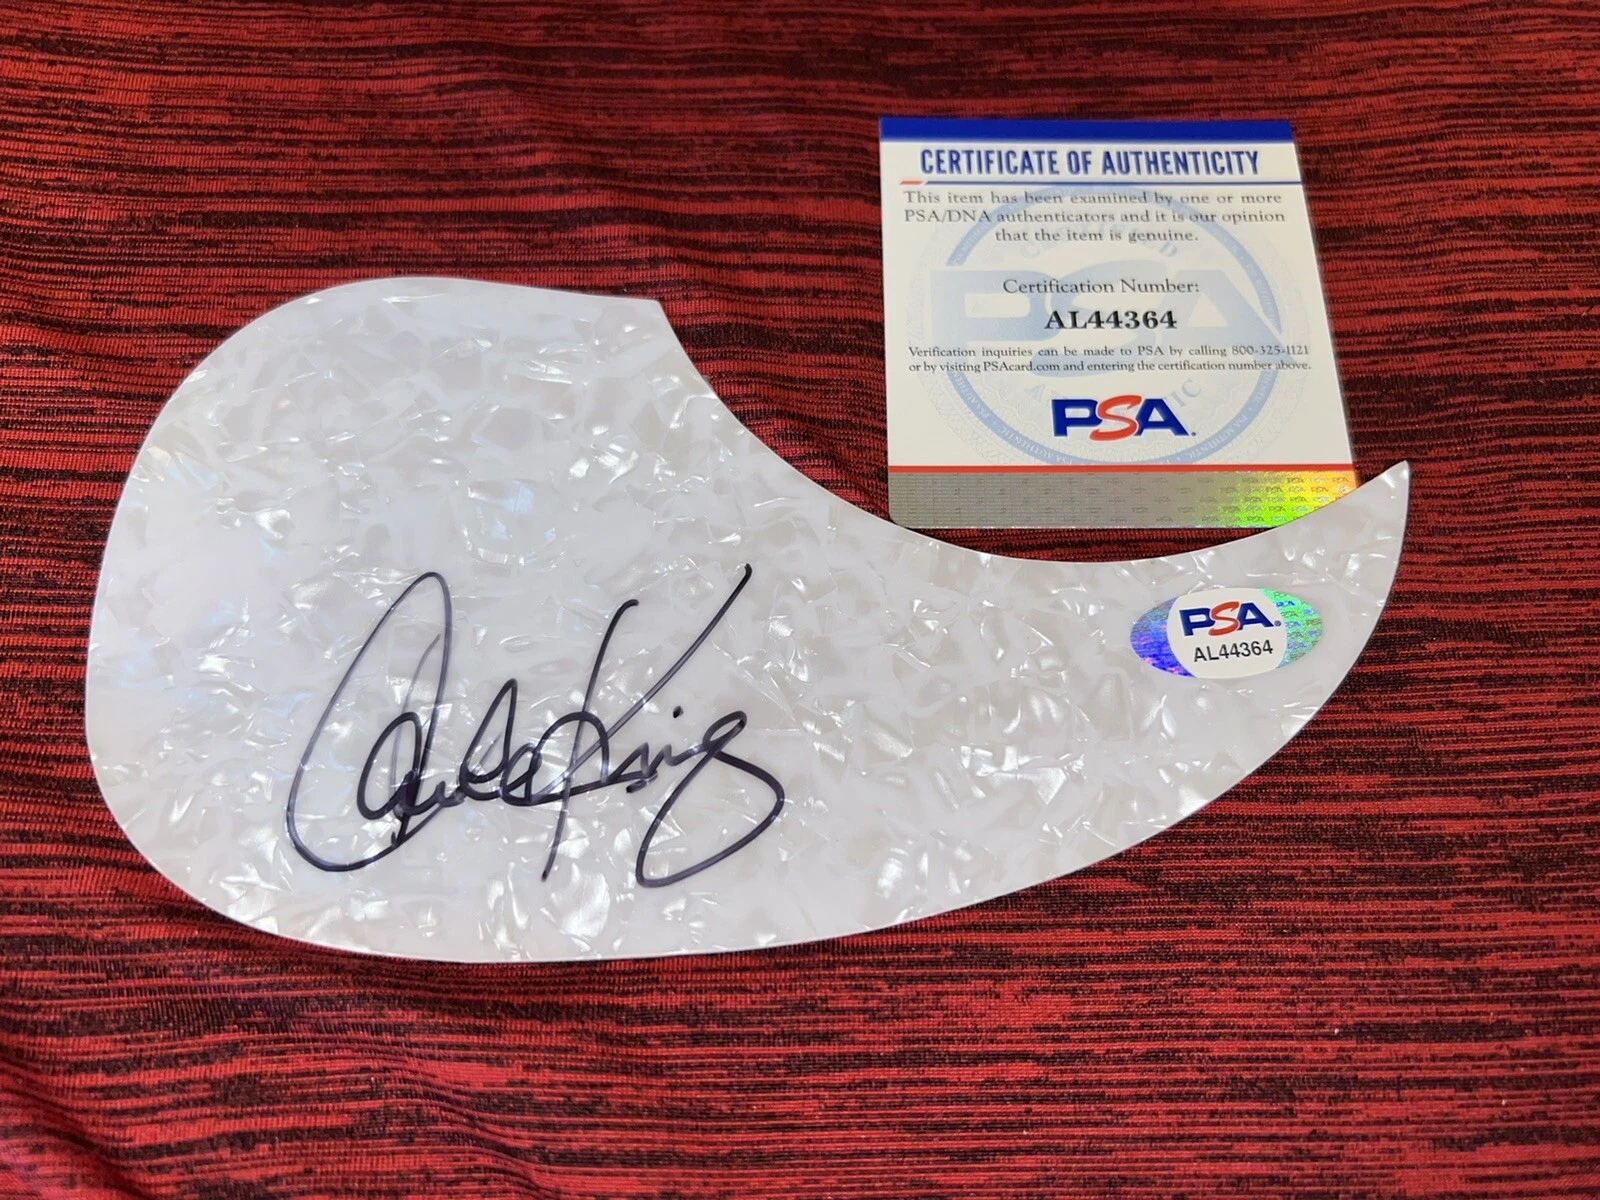 CERTIFICATE OF AUTHENTICITY
This item has been examined by one or more
PSA/DNA authenticators and it is our opinion
that the item is genuine.
Certification Number:
AL44364
Verification inquiries can be made to PSA by calling 800-325-1121
or by visiting PSAcard.com and entering the certification number above.
PSA
Carole King
PSA
AL44364